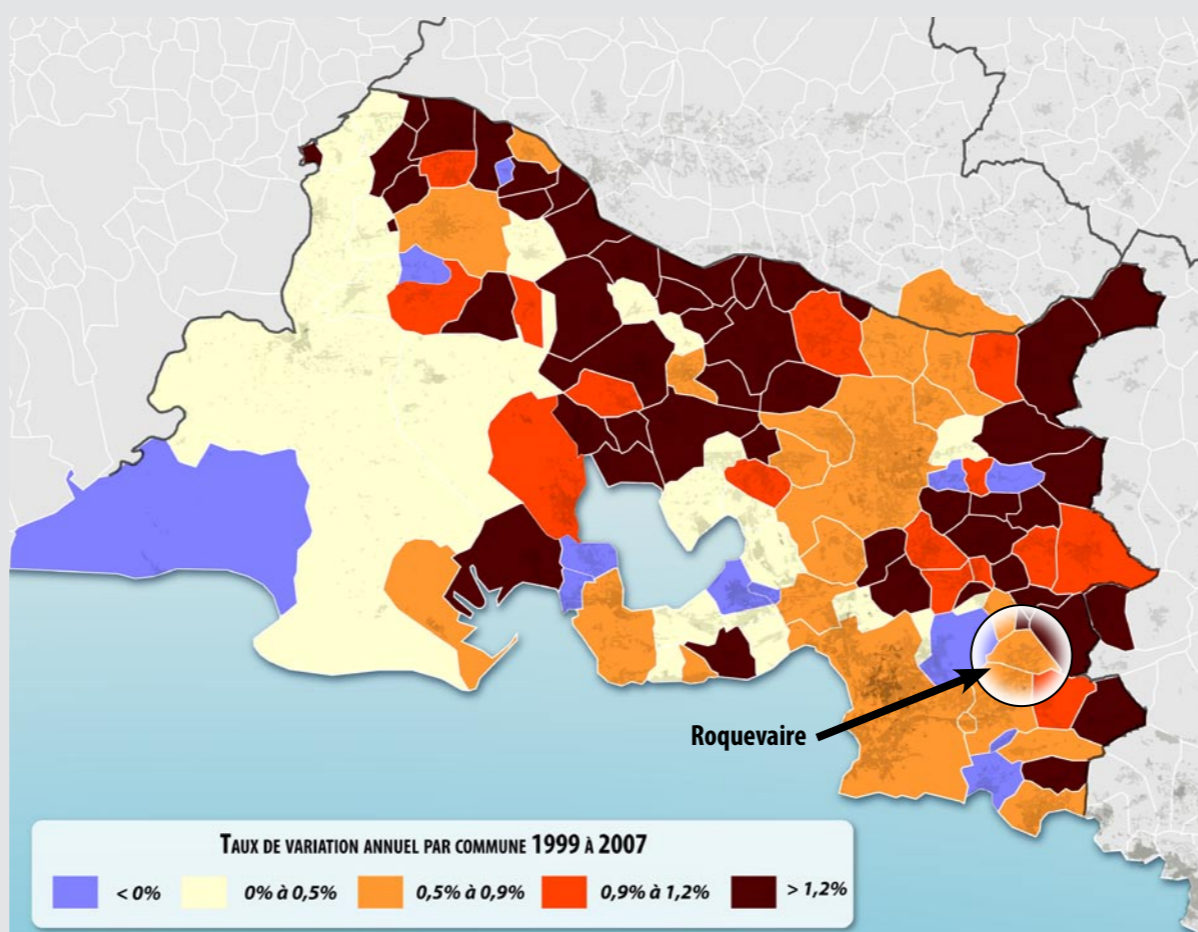 Roquevaire
TAUX DE VARIATION ANNUEL PAR COMMUNE 1999 À 2007
< 0% 0% à 0,5% 0,5% à 0,9% 0,9% à 1,2% > 1,2%